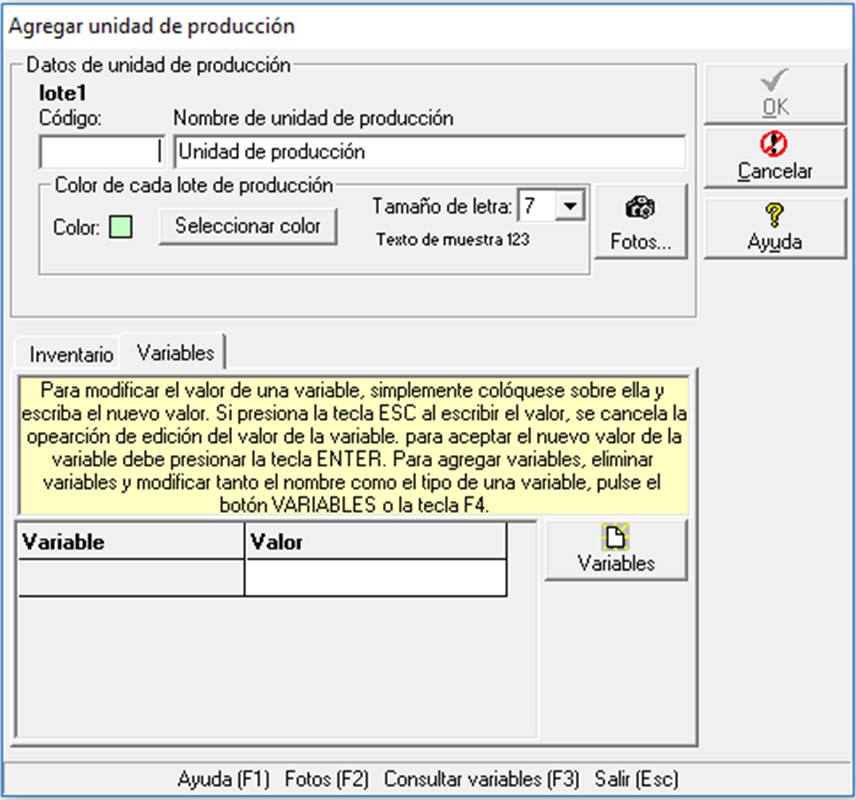 Agregar unidad de producción
Datos de unidad de producción
lote1
Código:
Nombre de unidad de producción
Unidad de producción
Color de cada lote de producción
Color:
Seleccionar color
Tamaño de letra:
7
Texto de muestra 123
Fotos...
OK
Cancelar
Ayuda
Inventario
Variables
Para modificar el valor de una variable, simplemente colóquese sobre ella y
escriba el nuevo valor. Si presiona la tecla ESC al escribir el valor, se cancela la
opearción de edición del valor de la variable. para aceptar el nuevo valor de la
variable debe presionar la tecla ENTER. Para agregar variables, eliminar
variables y modificar tanto el nombre como el tipo de una variable, pulse el
botón VARIABLES o la tecla F4.
Variable
Valor
Variables
Ayuda (F1) Fotos (F2) Consultar variables (F3) Salir (Esc)